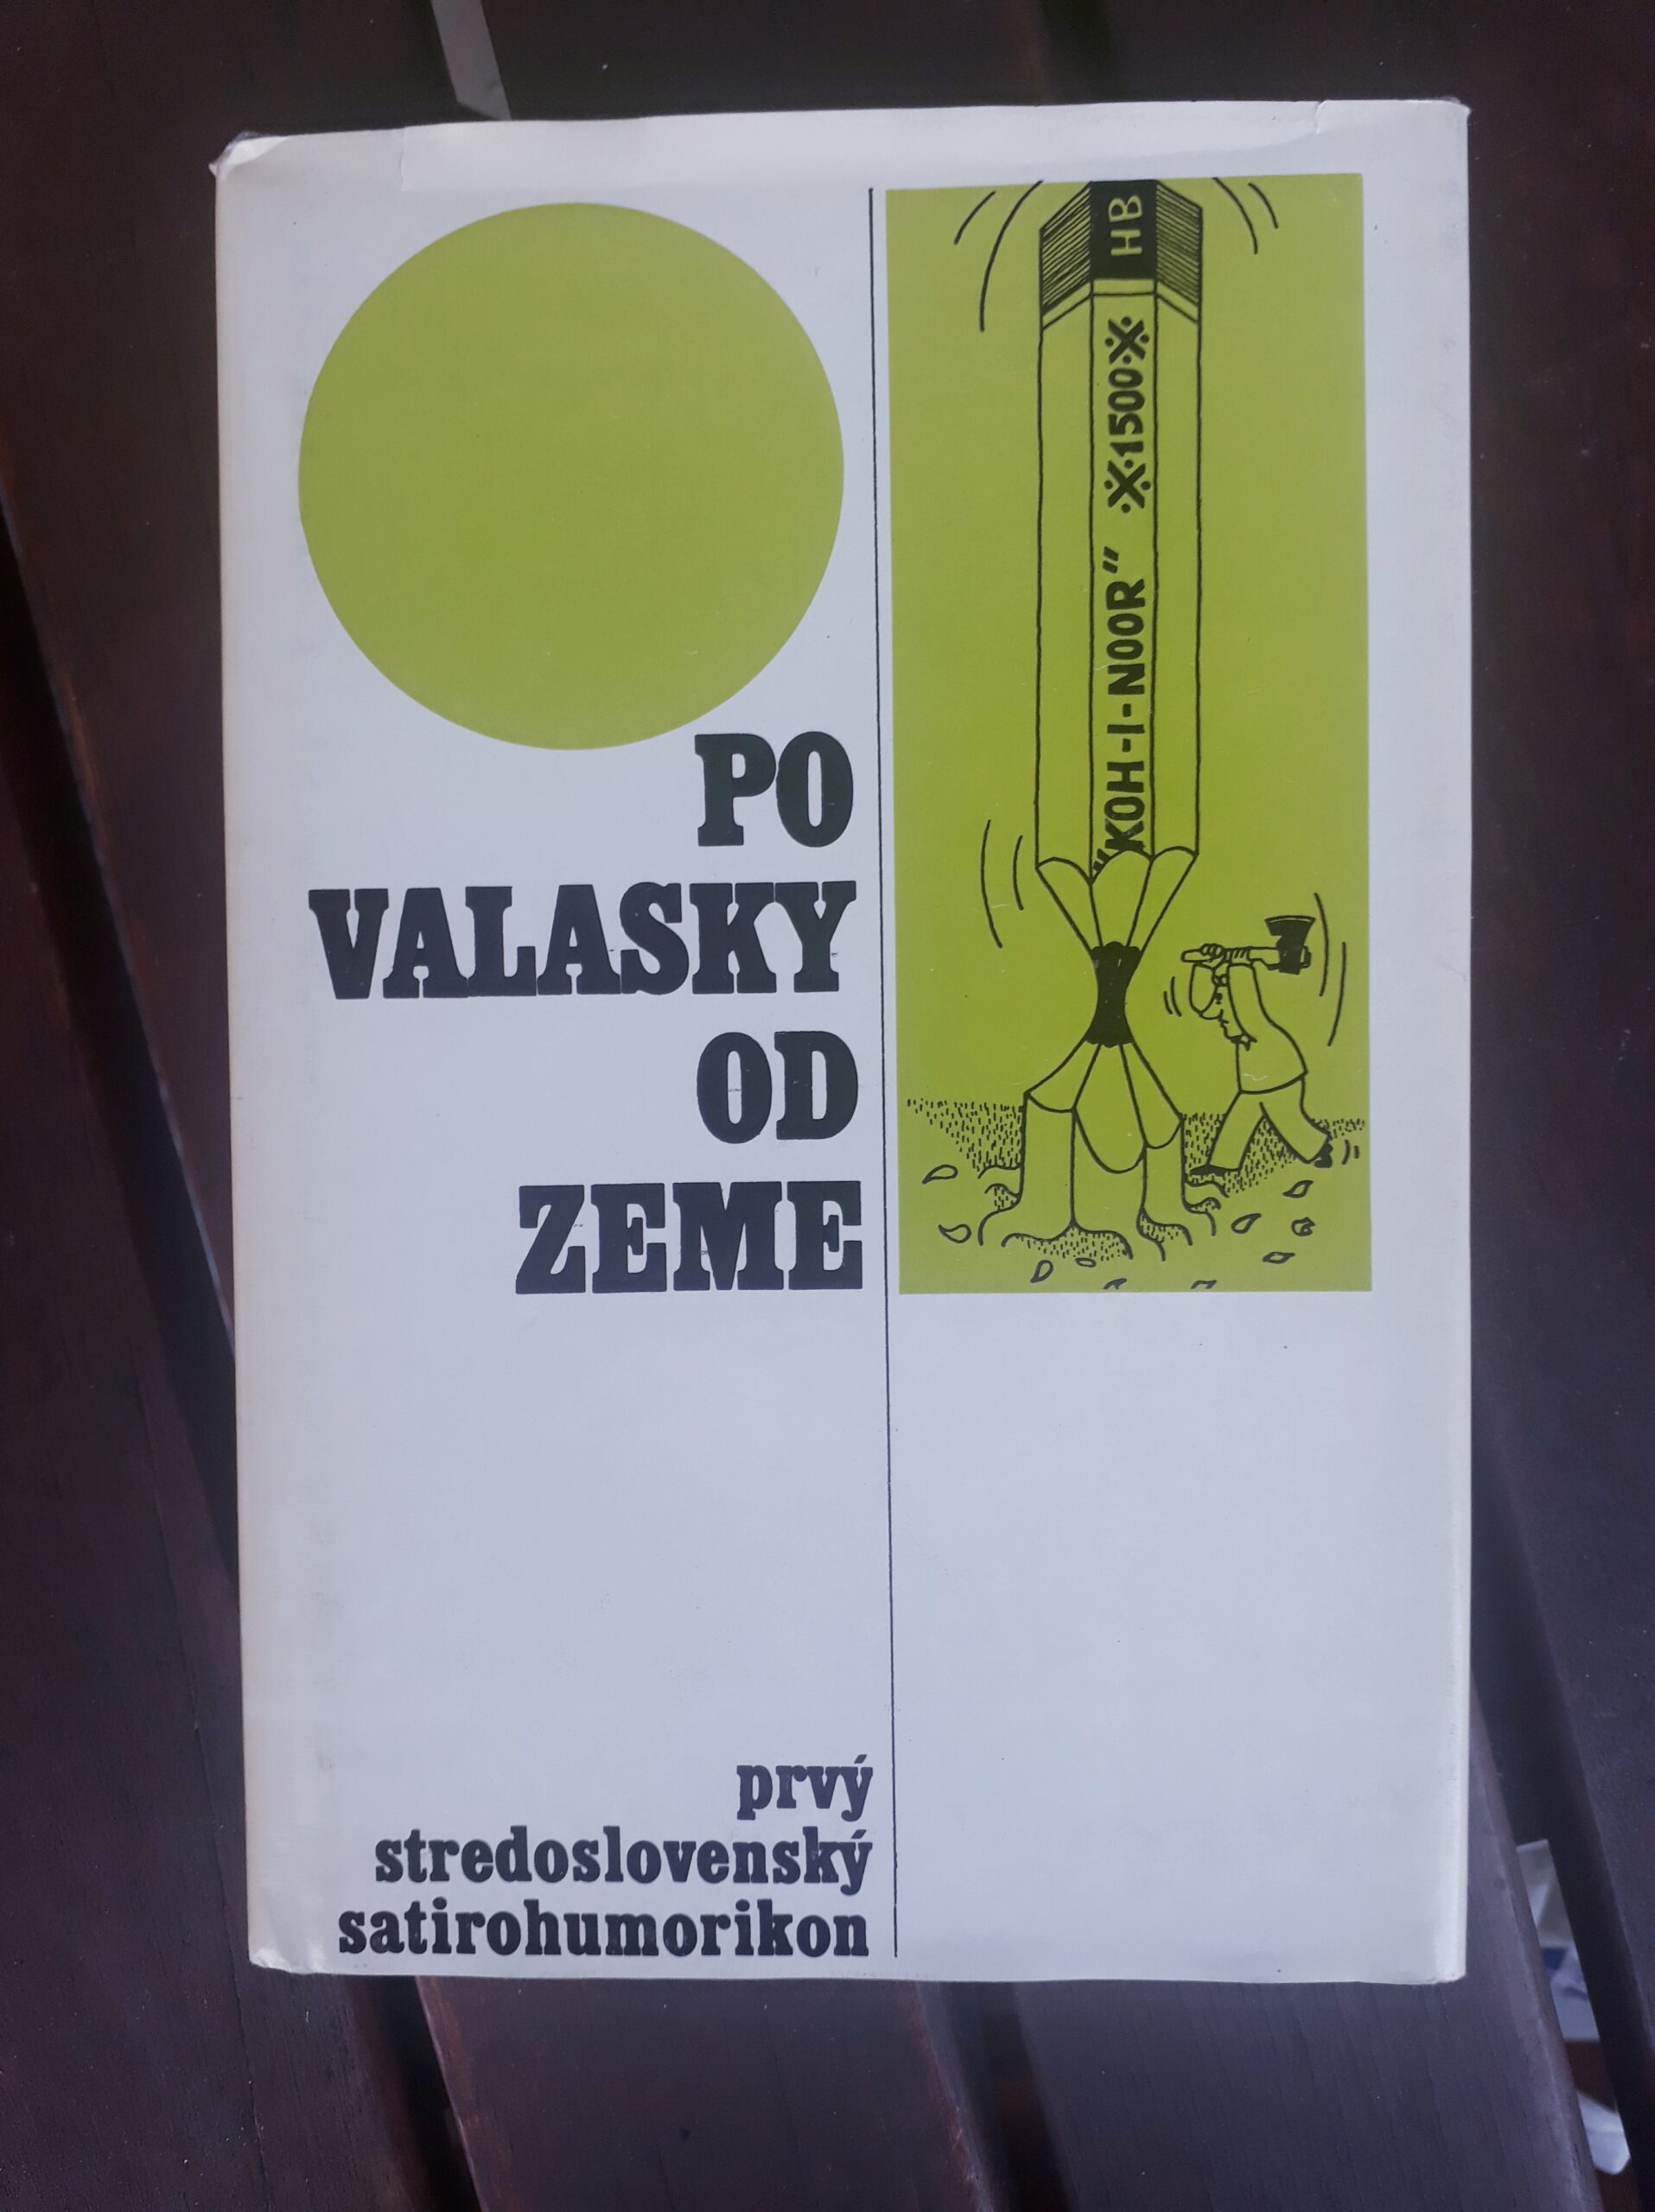 PO
VALASKY
OD
ZEME
prvý
stredoslovenský
satirohumorikon
"KOH-I-NOOR" ※1500※ HB